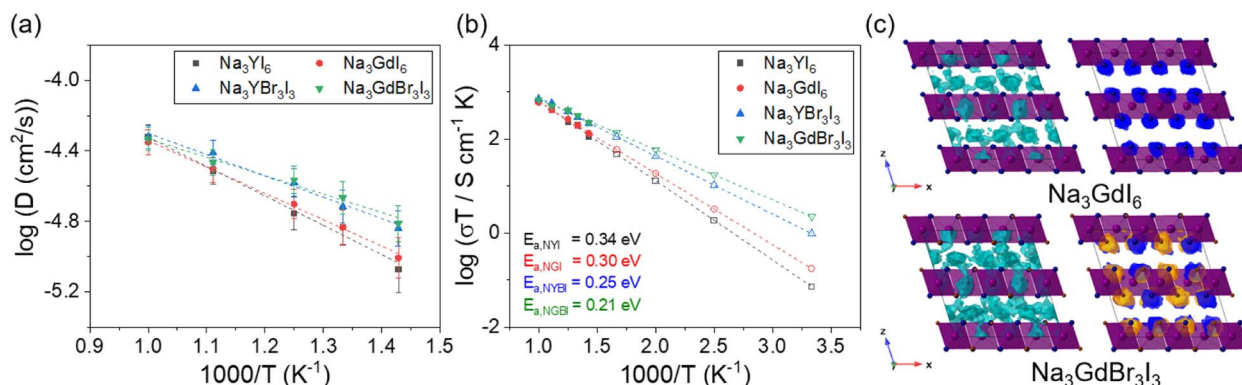 (a)
log (D (cm²/s))
-4.0
-4.4
-4.8
-5.2
Na₃YI₆
Na₃GdI₆
Na₃YBr₃I₃
Na₃GdBr₃I₃
0.9 1.0 1.1 1.2 1.3 1.4 1.5
1000/T (K⁻¹)
(b)
log (σT / S cm⁻¹ K)
4
2
0
-2
Na₃YI₆
Na₃GdI₆
Na₃YBr₃I₃
Na₃GdBr₃I₃
Eₐ,NYI = 0.34 eV
Eₐ,NGI = 0.30 eV
Eₐ,NYBI = 0.25 eV
Eₐ,NGBI = 0.21 eV
1.0 1.5 2.0 2.5 3.0 3.5
1000/T (K⁻¹)
(c)
z
x
Na₃GdI₆
z
x
Na₃GdBr₃I₃